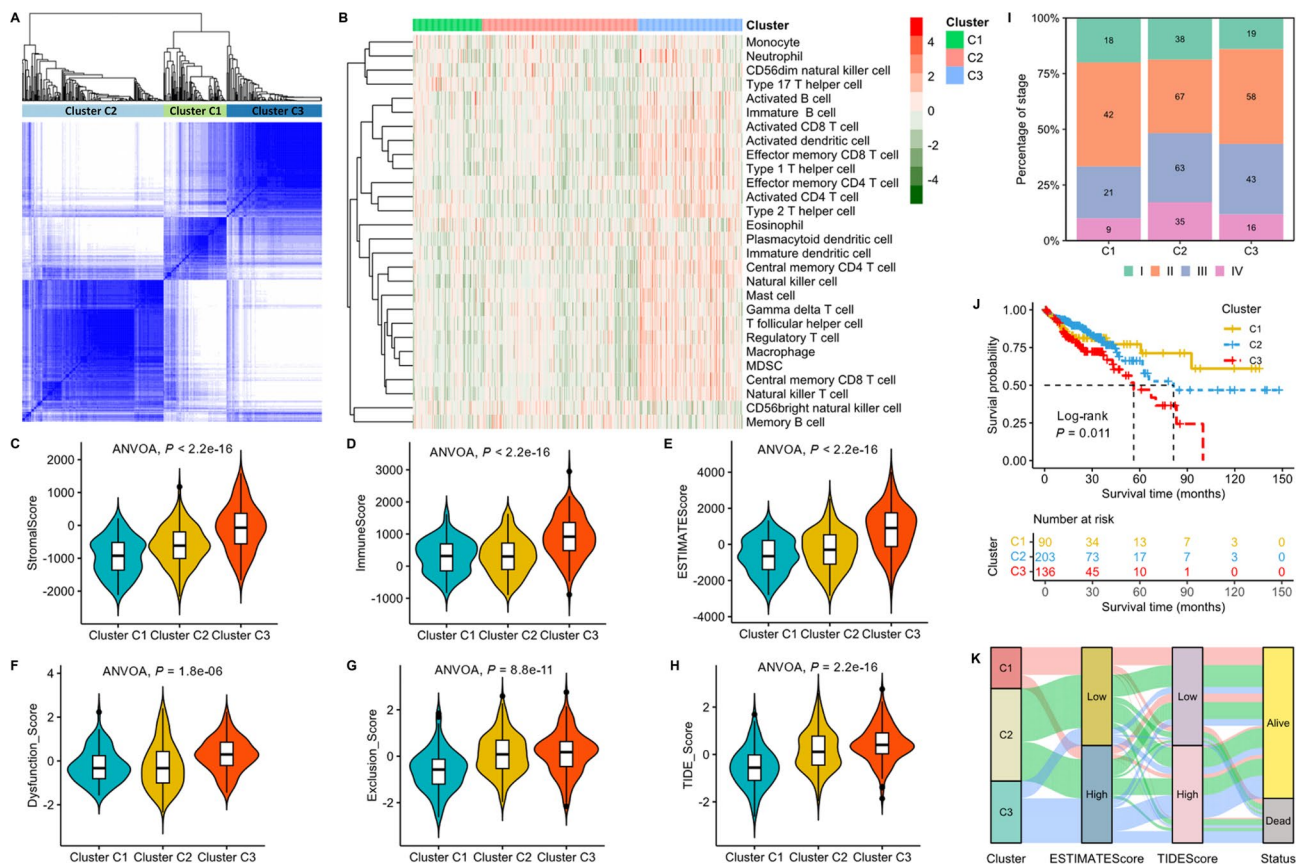 A
Cluster C2
Cluster C1
Cluster C3
B
Cluster
Monocyte
Neutrophil
CD56dim natural killer cell
Type 17 T helper cell
Activated B cell
Immature B cell
Activated CD8 T cell
Activated dendritic cell
Effector memory CD8 T cell
Type 1 T helper cell
Effector memory CD4 T cell
Activated CD4 T cell
Type 2 T helper cell
Eosinophil
Plasmacytoid dendritic cell
Immature dendritic cell
Central memory CD4 T cell
Natural killer cell
Mast cell
Gamma delta T cell
T follicular helper cell
Regulatory T cell
Macrophage
MDSC
Central memory CD8 T cell
Natural killer T cell
CD56bright natural killer cell
Memory B cell
4
2
0
-2
-4
Cluster
C1
C2
C3
C
ANVOA, P < 2.2e-16
StromalScore
2000
1000
0
-1000
-2000
Cluster C1 Cluster C2 Cluster C3
D
ANVOA, P < 2.2e-16
ImmuneScore
3000
2000
1000
0
-1000
Cluster C1 Cluster C2 Cluster C3
E
ANVOA, P < 2.2e-16
ESTIMATEScore
4000
2000
0
-2000
-4000
Cluster C1 Cluster C2 Cluster C3
F
ANVOA, P = 1.8e-06
Dysfunction_Score
4
2
0
-2
Cluster C1 Cluster C2 Cluster C3
G
ANVOA, P = 8.8e-11
Exclusion_Score
2
0
-2
Cluster C1 Cluster C2 Cluster C3
H
ANVOA, P = 2.2e-16
TIDE_Score
2
0
-2
Cluster C1 Cluster C2 Cluster C3
I
Percentage of stage
100%
75%
50%
25%
0%
18 38 19
42 67 58
21 63 43
9 35 16
C1 C2 C3
I II III IV
J
Cluster
C1
C2
C3
Survival probability
1.00
0.75
0.50
0.25
0.00
Log-rank
P = 0.011
0 30 60 90 120 150
Survival time (months)
Number at risk
Cluster
C1 90 34 13 7 3 0
C2 203 73 17 7 3 0
C3 136 45 10 1 0 0
0 30 60 90 120 150
Survival time (months)
K
C1
C2
C3
Low
High
Low
High
Alive
Dead
Cluster ESTIMATEScore TIDEScore Status